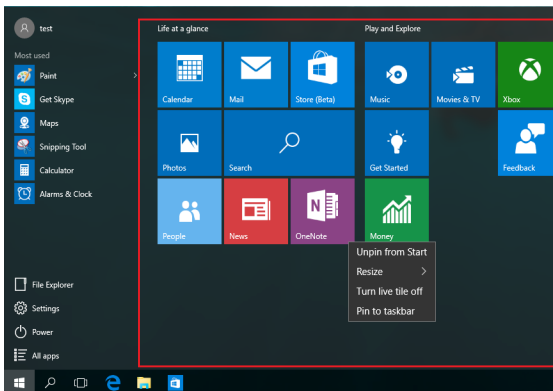 test
Most used
Paint
Get Skype
Maps
Snipping Tool
Calculator
Alarms & Clock
File Explorer
Settings
Power
All apps
Life at a glance
Play and Explore
Calendar
Mail
Store (Beta)
Music
Movies & TV
Xbox
Photos
Search
Get Started
Feedback
People
News
OneNote
Money
Unpin from Start
Resize
Turn live tile off
Pin to taskbar